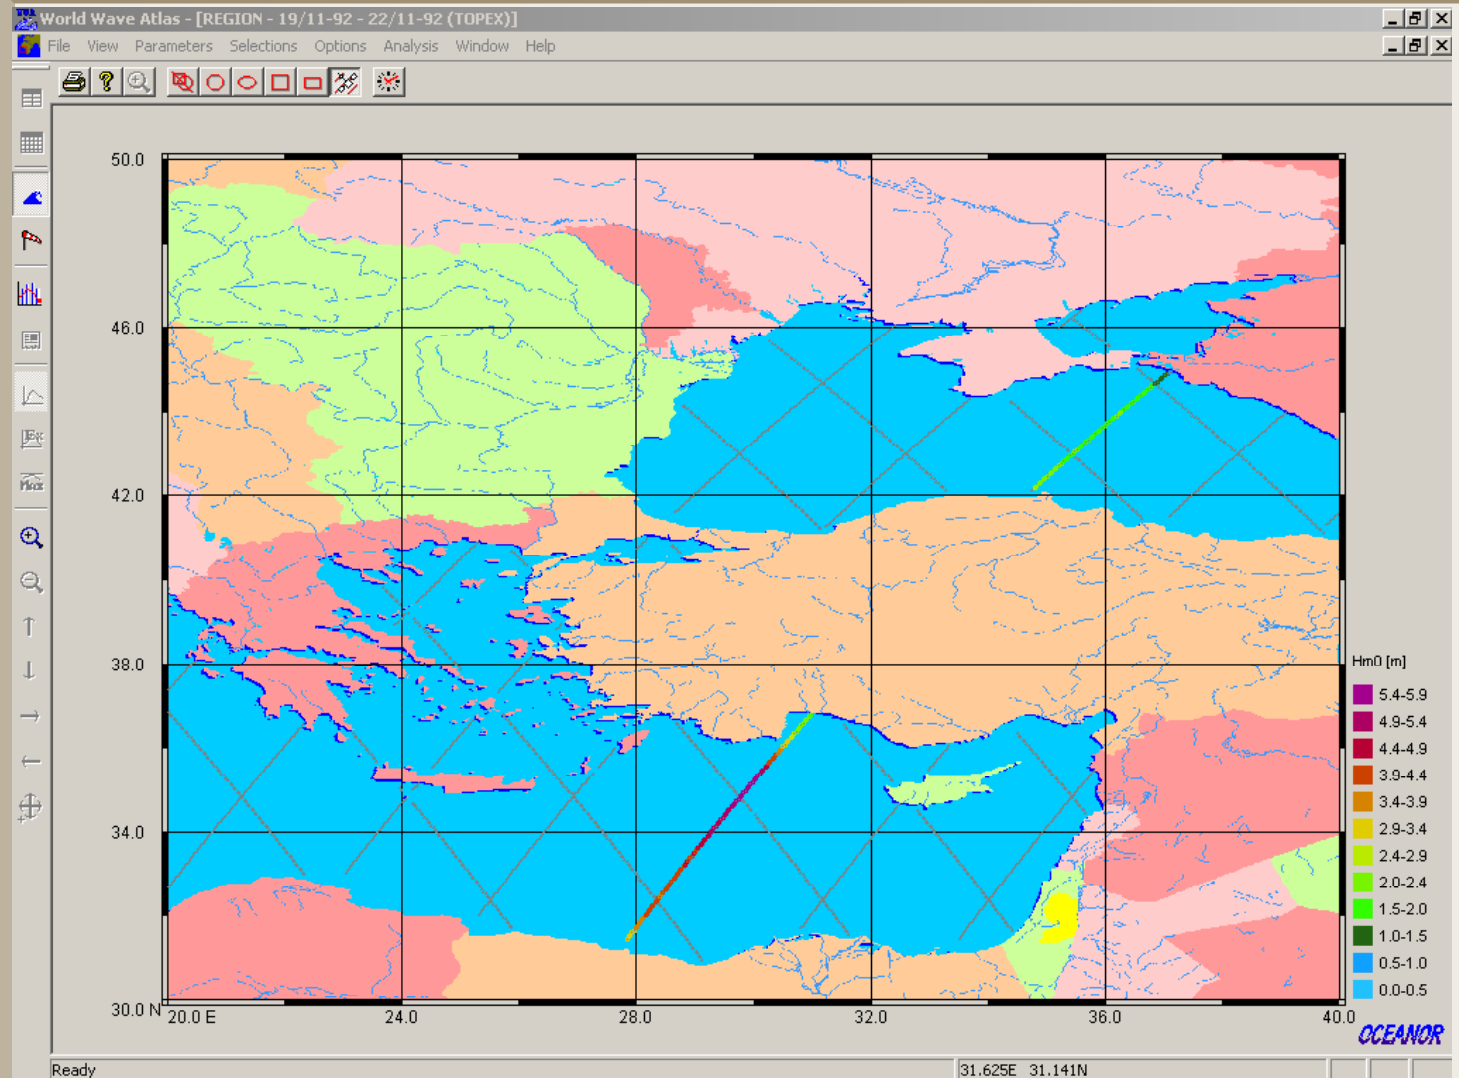 World Wave Atlas - [REGION - 19/11-92 - 22/11-92 (TOPEX)]
File View Parameters Selections Options Analysis Window Help
50.0
46.0
42.0
38.0
34.0
30.0 N
20.0 E 24.0 28.0 32.0 36.0 40.0
Hm0 [m]
5.4-5.9
4.9-5.4
4.4-4.9
3.9-4.4
3.4-3.9
2.9-3.4
2.4-2.9
2.0-2.4
1.5-2.0
1.0-1.5
0.5-1.0
0.0-0.5
OCEANOR
Ready 31.625E 31.141N